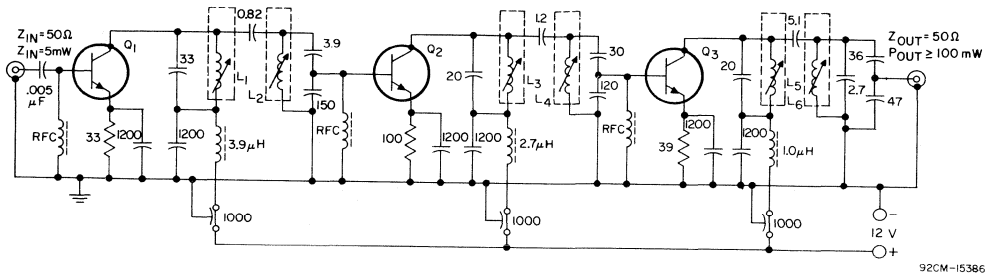 Z_IN=50Ω
Z_IN=5mW
.005
μF
RFC
Q1
33
1200
33
1200
L1
3.9μH
0.82
L2
3.9
150
RFC
1000
Q2
100
1200
20
1200
L3
2.7μH
1.2
L4
30
120
RFC
1000
Q3
39
1200
20
1200
L5
1.0μH
5.1
L6
36
2.7
47
1000
Z_OUT=50Ω
P_OUT≥100 mW
−
12 V
+
92CM-15386